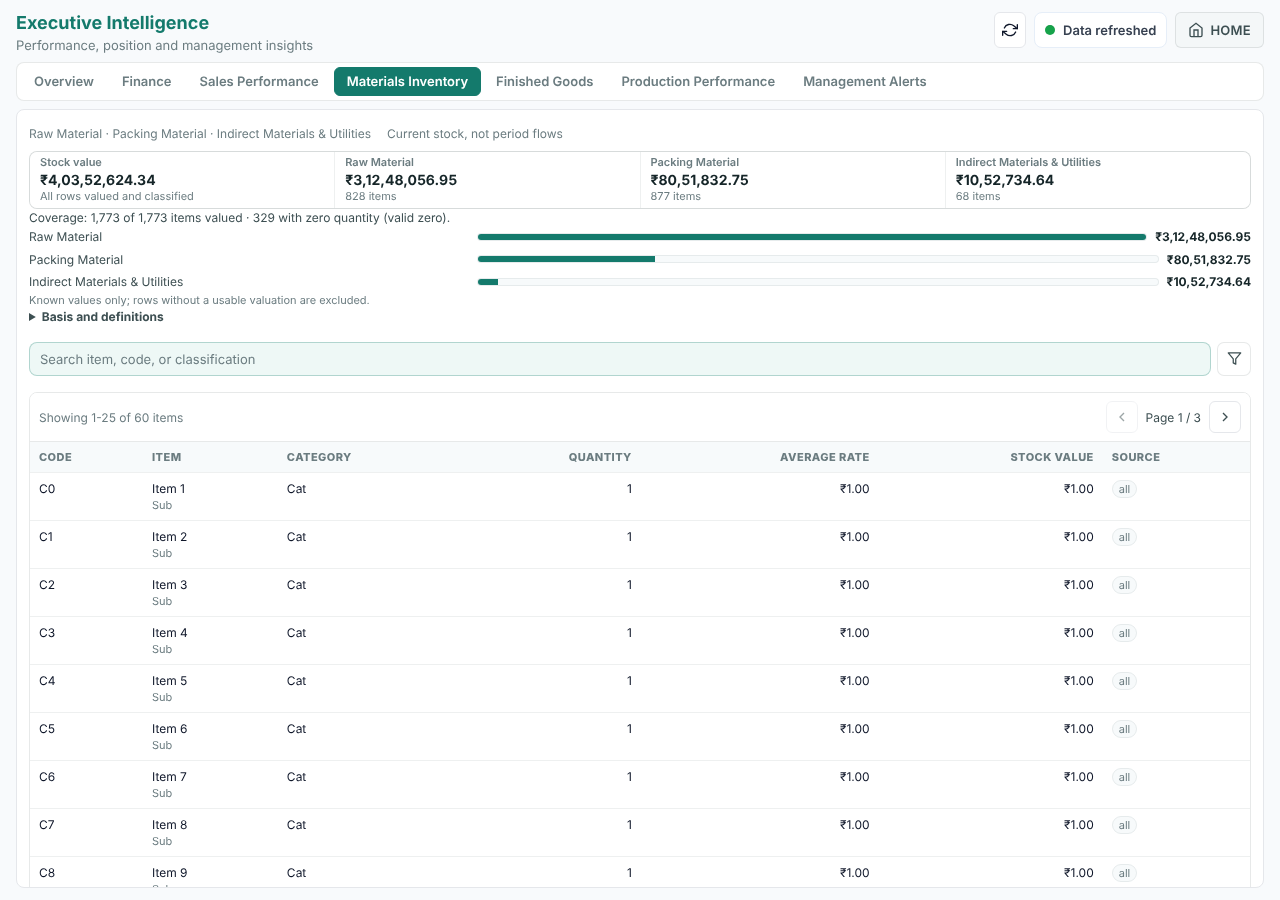 Executive Intelligence
Performance, position and management insights
Data refreshed
HOME
Overview Finance Sales Performance Materials Inventory Finished Goods Production Performance Management Alerts
Raw Material · Packing Material · Indirect Materials & Utilities Current stock, not period flows
Stock value Raw Material Packing Material Indirect Materials & Utilities
₹4,03,52,624.34 ₹3,12,48,056.95 ₹80,51,832.75 ₹10,52,734.64
All rows valued and classified 828 items 877 items 68 items
Coverage: 1,773 of 1,773 items valued · 329 with zero quantity (valid zero).
Raw Material ₹3,12,48,056.95
Packing Material ₹80,51,832.75
Indirect Materials & Utilities ₹10,52,734.64
Known values only; rows without a usable valuation are excluded.
Basis and definitions
Search item, code, or classification
Showing 1-25 of 60 items Page 1 / 3
CODE ITEM CATEGORY QUANTITY AVERAGE RATE STOCK VALUE SOURCE
C0 Item 1 Cat 1 ₹1.00 ₹1.00 all
Sub
C1 Item 2 Cat 1 ₹1.00 ₹1.00 all
Sub
C2 Item 3 Cat 1 ₹1.00 ₹1.00 all
Sub
C3 Item 4 Cat 1 ₹1.00 ₹1.00 all
Sub
C4 Item 5 Cat 1 ₹1.00 ₹1.00 all
Sub
C5 Item 6 Cat 1 ₹1.00 ₹1.00 all
Sub
C6 Item 7 Cat 1 ₹1.00 ₹1.00 all
Sub
C7 Item 8 Cat 1 ₹1.00 ₹1.00 all
Sub
C8 Item 9 Cat 1 ₹1.00 ₹1.00 all